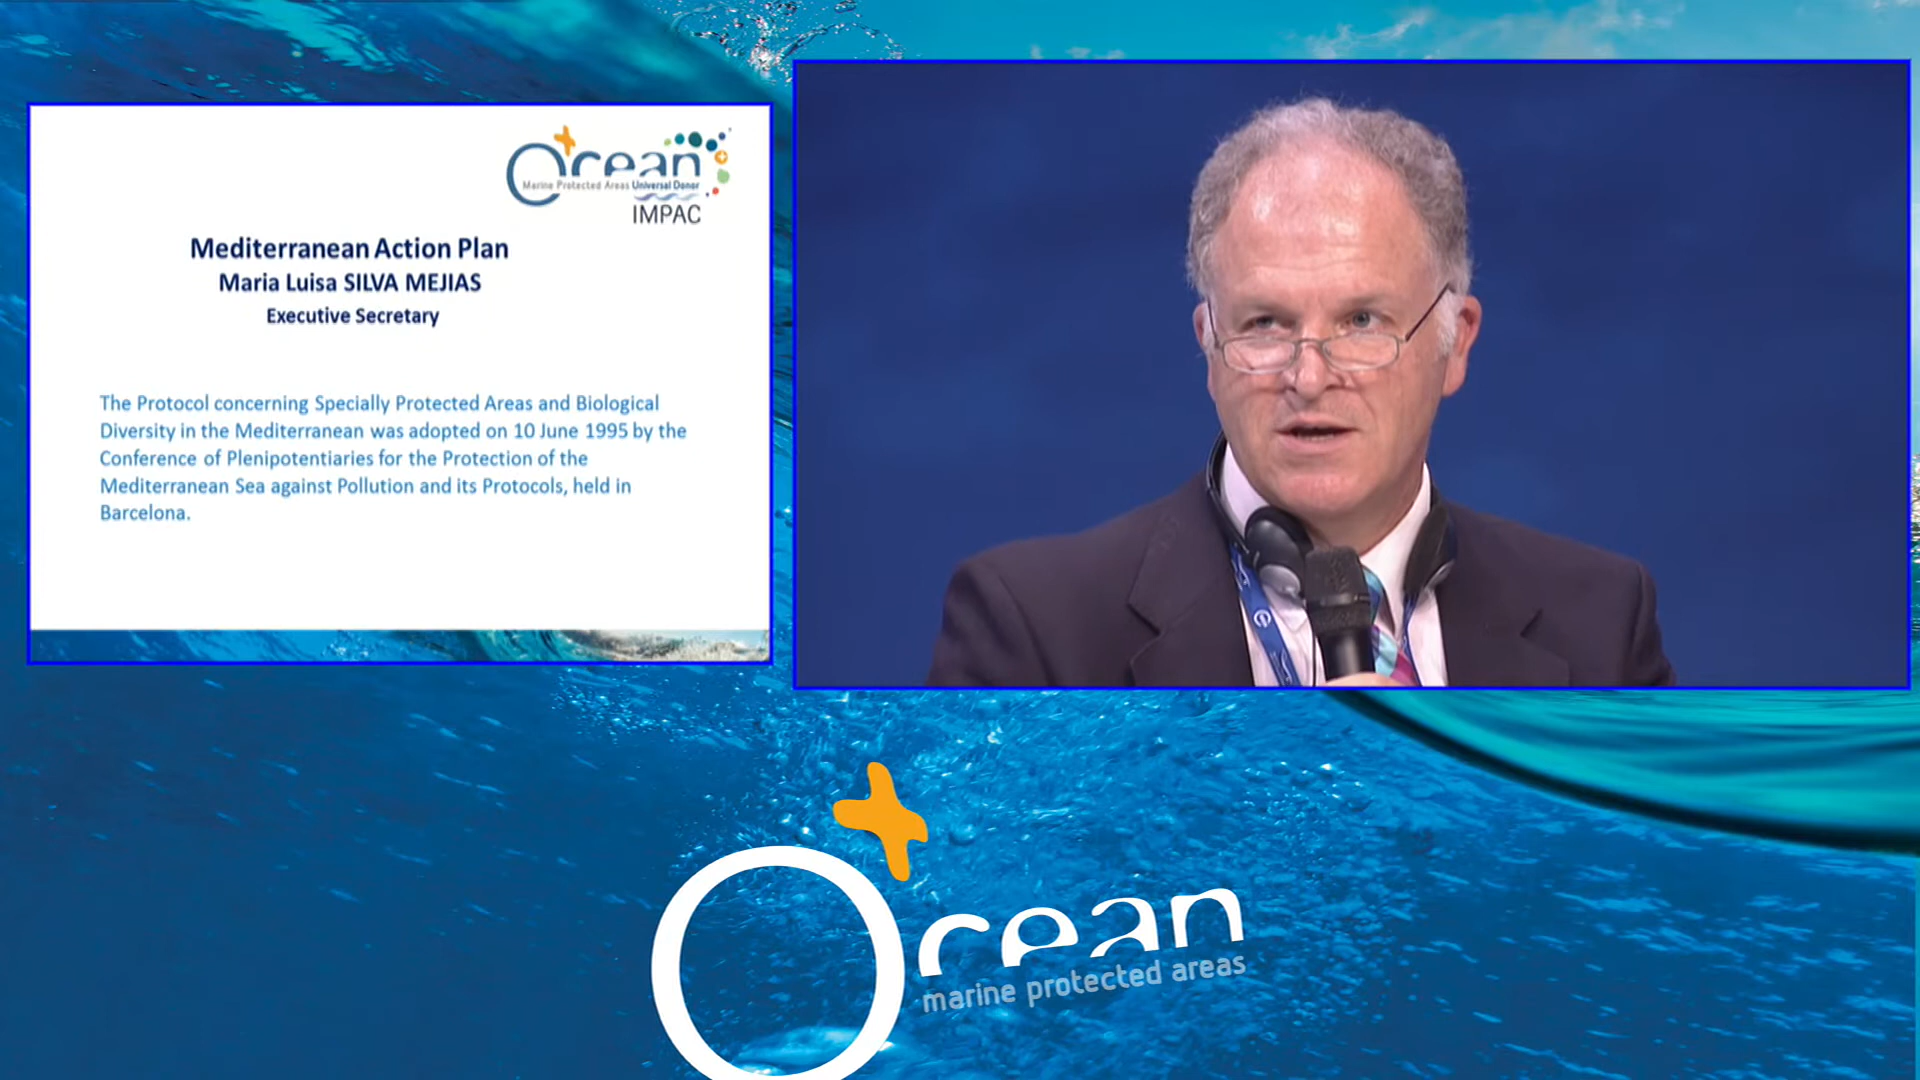 Ocean
Marine Protected Areas Universal Donor
IMPAC
Mediterranean Action Plan
Maria Luisa SILVA MEJIAS
Executive Secretary
The Protocol concerning Specially Protected Areas and Biological
Diversity in the Mediterranean was adopted on 10 June 1995 by the
Conference of Plenipotentiaries for the Protection of the
Mediterranean Sea against Pollution and its Protocols, held in
Barcelona.
Ocean
marine protected areas